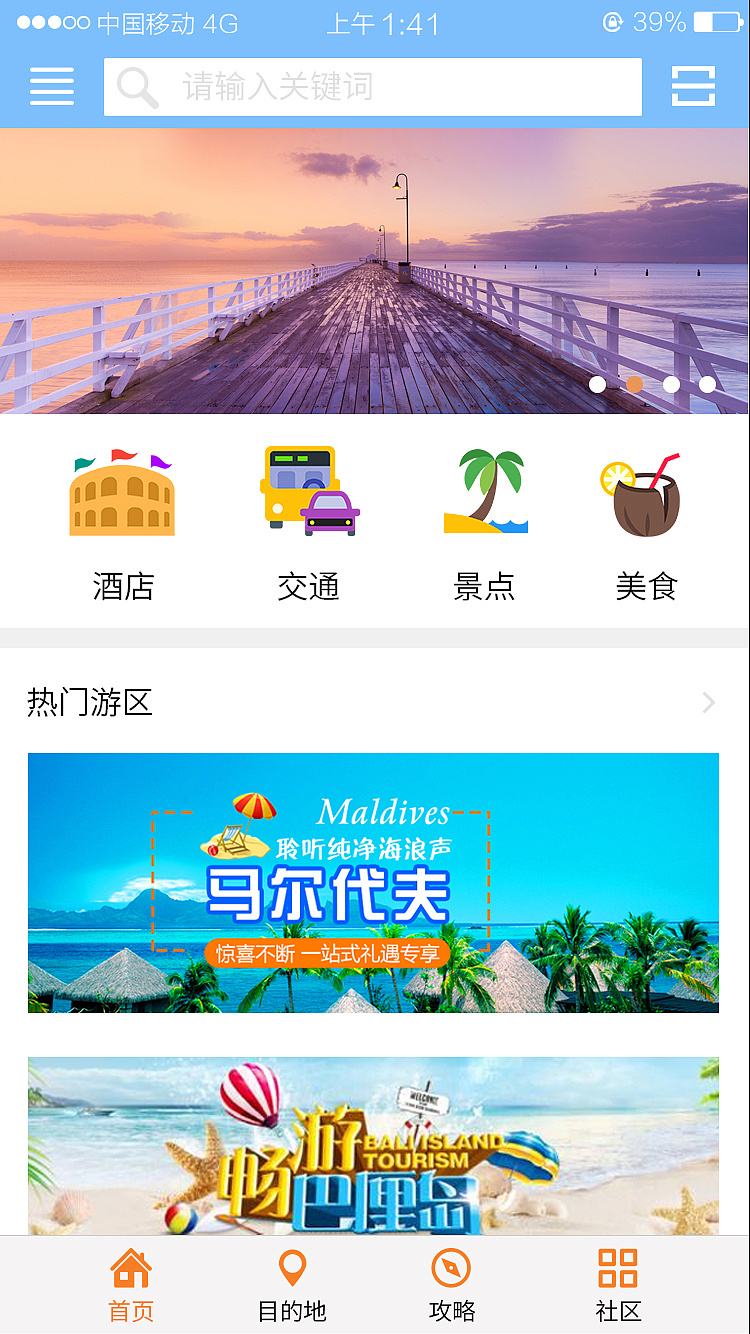 中国移动 4G 上午1:41 39%
请输入关键词
酒店 交通 景点 美食
热门游区
Maldives
聆听纯净海浪声
马尔代夫
惊喜不断 一站式礼遇专享
WELCOME
畅游巴厘岛
BALI ISLAND
TOURISM
首页 目的地 攻略 社区